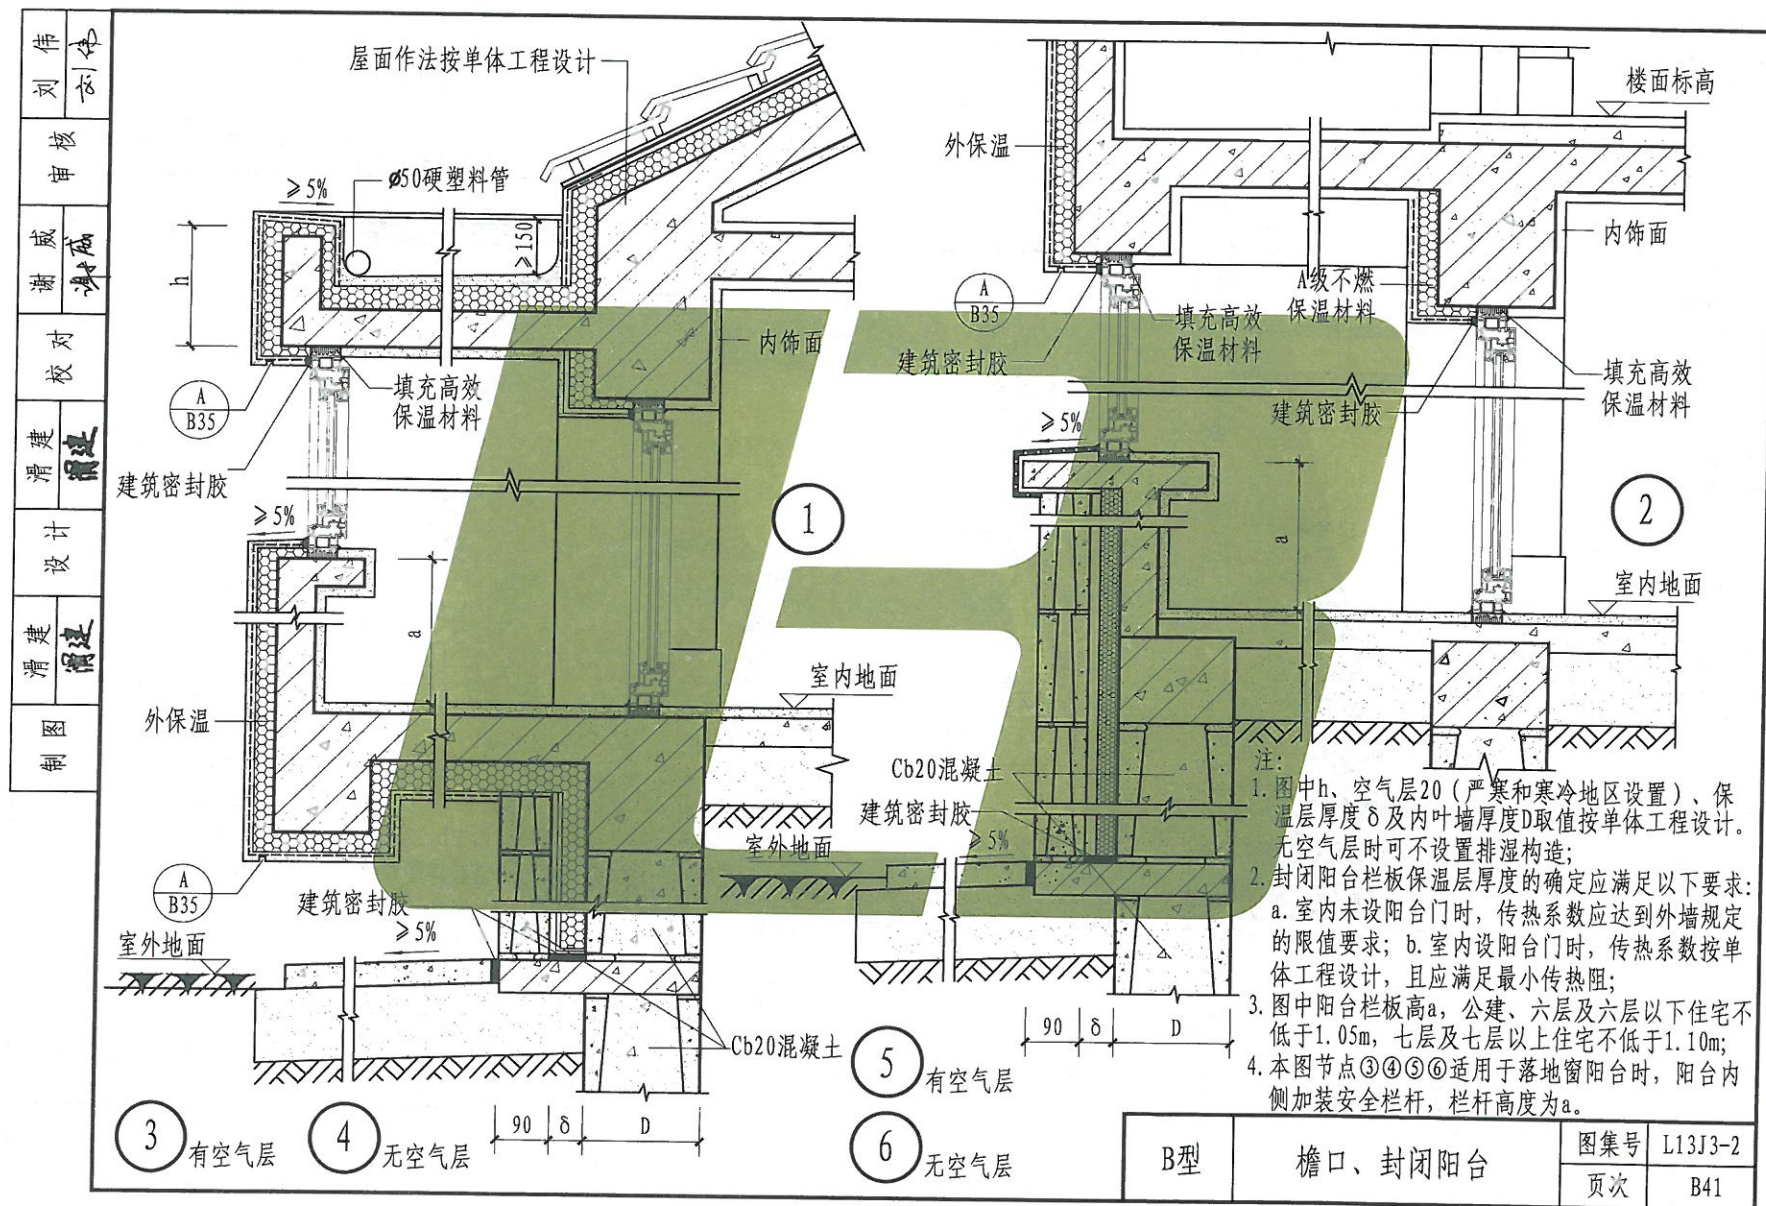 刘伟
审核
谢威
校对
滑建
设计
滑建
制图
屋面作法按单体工程设计
≥5%
ø50硬塑料管
≥150
h
内饰面
A
B35
填充高效
保温材料
建筑密封胶
≥5%
1
a
室内地面
外保温
A
B35
建筑密封胶
≥5%
室外地面
Cb20混凝土
90
δ
D
3
有空气层
4
无空气层
楼面标高
外保温
内饰面
A
B35
A级不燃
保温材料
填充高效
保温材料
建筑密封胶
填充高效
保温材料
建筑密封胶
≥5%
2
a
室内地面
Cb20混凝土
建筑密封胶
≥5%
室外地面
90
δ
D
5
有空气层
6
无空气层
注:
1. 图中h、空气层20(严寒和寒冷地区设置)、保
温层厚度δ及内叶墙厚度D取值按单体工程设计。
无空气层时可不设置排湿构造;
2. 封闭阳台栏板保温层厚度的确定应满足以下要求:
a. 室内未设阳台门时,传热系数应达到外墙规定
的限值要求; b. 室内设阳台门时,传热系数按单
体工程设计,且应满足最小传热阻;
3. 图中阳台栏板高a,公建、六层及六层以下住宅不
低于1.05m,七层及七层以上住宅不低于1.10m;
4. 本图节点③④⑤⑥适用于落地窗阳台时,阳台内
侧加装安全栏杆,栏杆高度为a。
B型
檐口、封闭阳台
图集号
L13J3-2
页次
B41